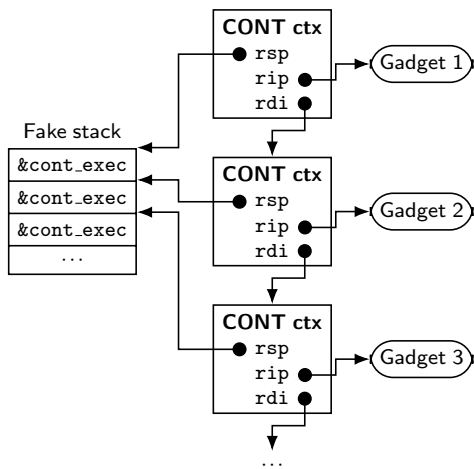 CONT ctx
rsp
rip
rdi
Gadget 1
Fake stack
&cont_exec
&cont_exec
&cont_exec
...
CONT ctx
rsp
rip
rdi
Gadget 2
CONT ctx
rsp
rip
rdi
Gadget 3
...